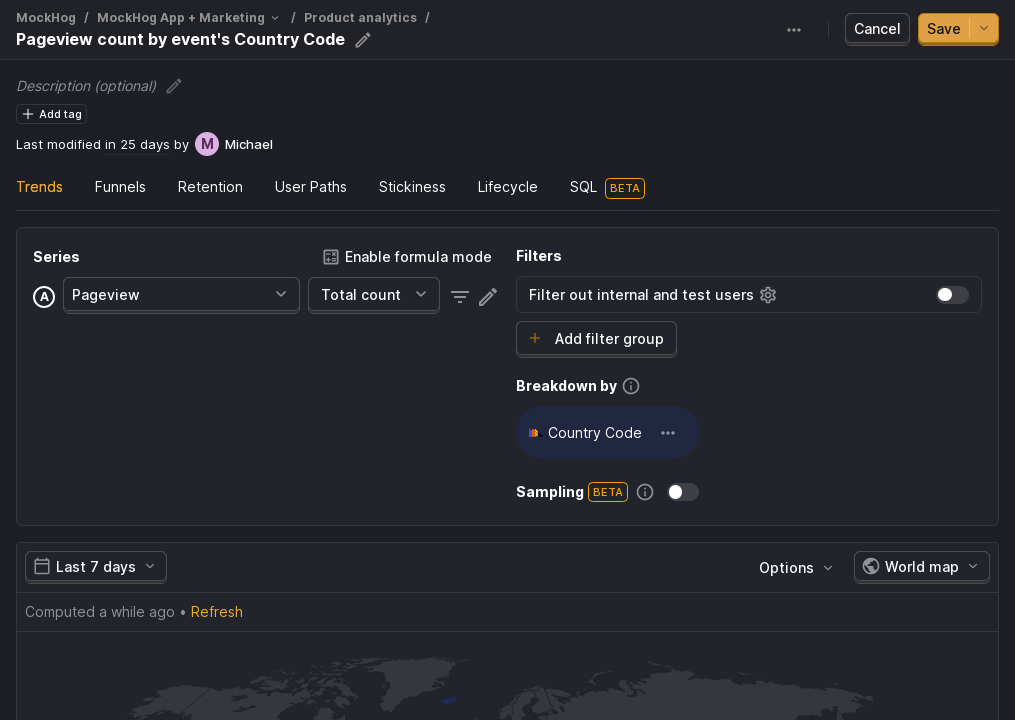 MockHog / MockHog App + Marketing / Product analytics /
Pageview count by event's Country Code
Cancel
Save
Description (optional)
Add tag
Last modified in 25 days by M Michael
Trends Funnels Retention User Paths Stickiness Lifecycle SQL BETA
Series
Enable formula mode
A Pageview Total count
Filters
Filter out internal and test users
Add filter group
Breakdown by
Country Code
Sampling BETA
Last 7 days Options World map
Computed a while ago • Refresh